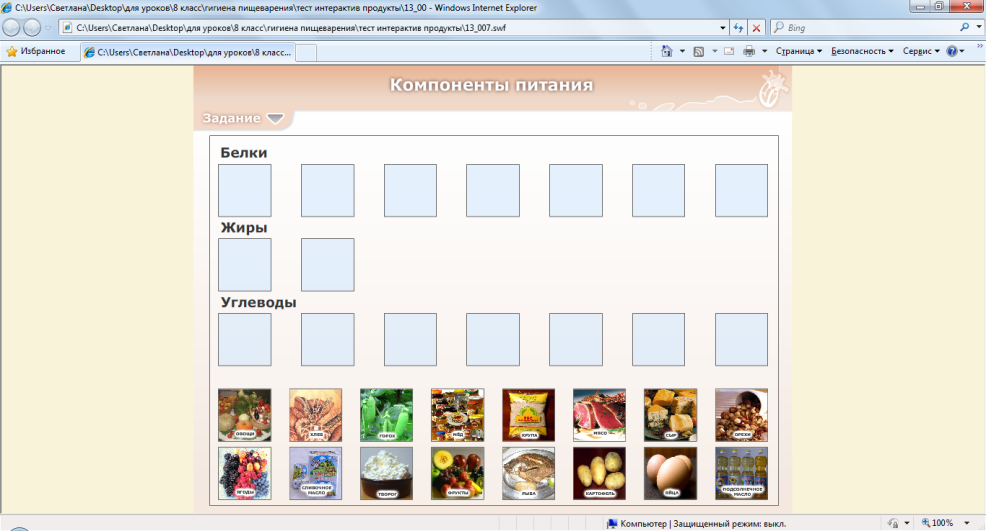 C:\Users\Светлана\Desktop\для уроков\8 класс\гигиена пищеварения\тест интерактив продукты\13_00 - Windows Internet Explorer
C:\Users\Светлана\Desktop\для уроков\8 класс\гигиена пищеварения\тест интерактив продукты\13_007.swf
Bing
Избранное
C:\Users\Светлана\Desktop\для уроков\8 класс...
Страница
Безопасность
Сервис
Компоненты питания
Задание
Белки
Жиры
Углеводы
ОВОЩИ
ХЛЕБ
ГОРОХ
МЁД
КРУПА
МЯСО
СЫР
ОРЕХИ
ЯГОДЫ
СЛИВОЧНОЕ
МАСЛО
ТВОРОГ
ФРУКТЫ
РЫБА
КАРТОФЕЛЬ
ЯЙЦА
ПОДСОЛНЕЧНОЕ
МАСЛО
Компьютер | Защищенный режим: выкл.
100%